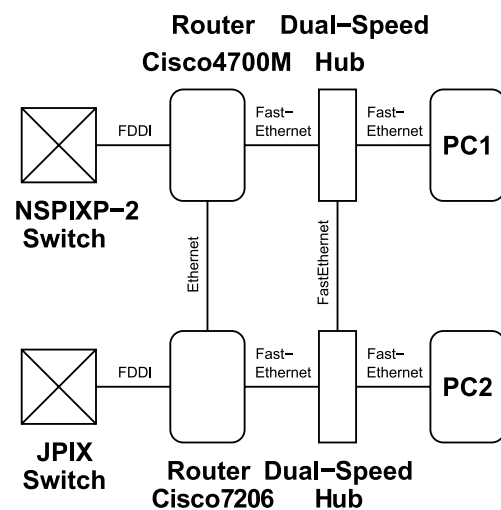 Router Dual-Speed
Cisco4700M Hub
FDDI
Fast-
Ethernet
Fast-
Ethernet
PC1
NSPIXP-2
Switch
Ethernet
FastEthernet
FDDI
Fast-
Ethernet
Fast-
Ethernet
PC2
JPIX
Switch
Router Dual-Speed
Cisco7206 Hub